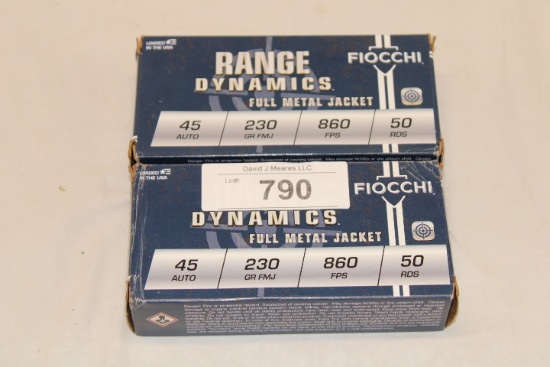 LOADED
IN THE USA
RANGE
DYNAMICS
FULL METAL JACKET
FIOCCHI
45 AUTO
230 GR FMJ
860 FPS
50 RDS
David J Meares LLC
Lot#:
790
LOADED
IN THE USA
DYNAMICS
FULL METAL JACKET
FIOCCHI
45 AUTO
230 GR FMJ
860 FPS
50 RDS